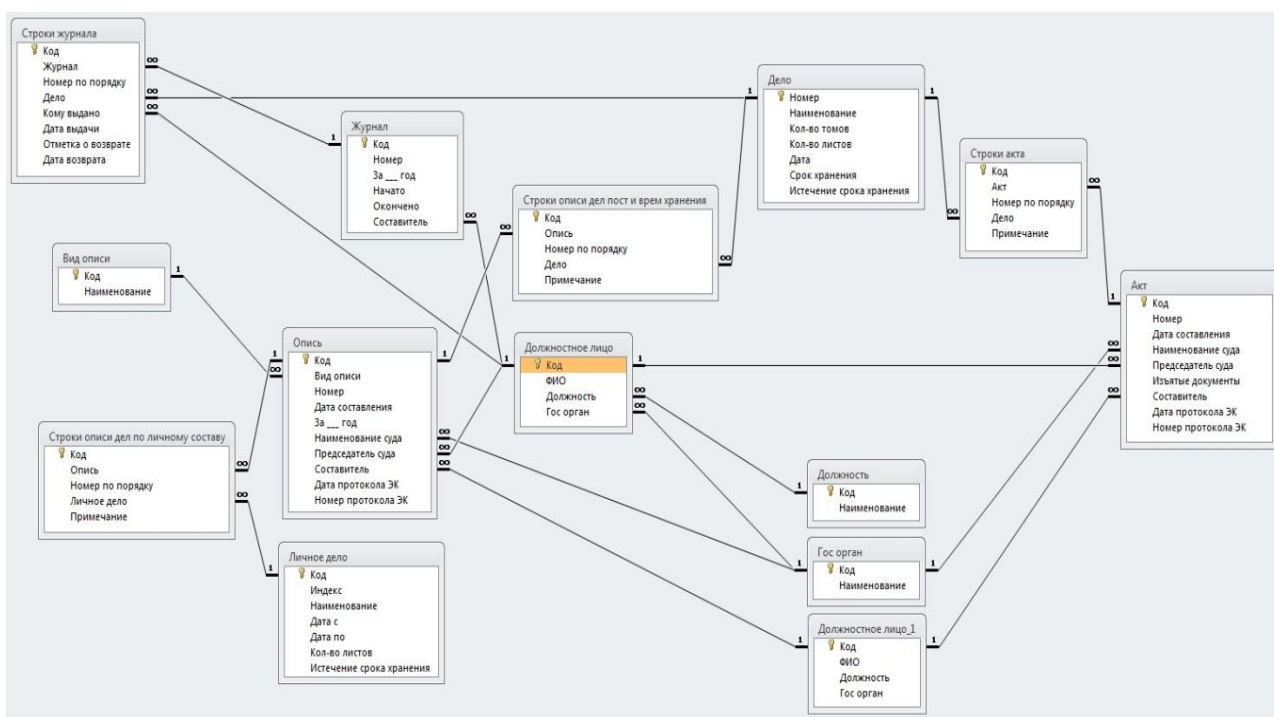 Строки журнала
Код
Журнал
Номер по порядку
Дело
Кому выдано
Дата выдачи
Отметка о возврате
Дата возврата
Журнал
Код
Номер
За ___ год
Начато
Окончено
Составитель
Дело
Номер
Наименование
Кол-во томов
Кол-во листов
Дата
Срок хранения
Истечение срока хранения
Строки акта
Код
Акт
Номер по порядку
Дело
Примечание
Строки описи дел пост и врем хранения
Код
Опись
Номер по порядку
Дело
Примечание
Вид описи
Код
Наименование
Акт
Код
Номер
Дата составления
Наименование суда
Председатель суда
Изъятые документы
Составитель
Дата протокола ЭК
Номер протокола ЭК
Опись
Код
Вид описи
Номер
Дата составления
За ___ год
Наименование суда
Председатель суда
Составитель
Дата протокола ЭК
Номер протокола ЭК
Должностное лицо
Код
ФИО
Должность
Гос орган
Строки описи дел по личному составу
Код
Опись
Номер по порядку
Личное дело
Примечание
Должность
Код
Наименование
Гос орган
Код
Наименование
Личное дело
Код
Индекс
Наименование
Дата с
Дата по
Кол-во листов
Истечение срока хранения
Должностное лицо_1
Код
ФИО
Должность
Гос орган